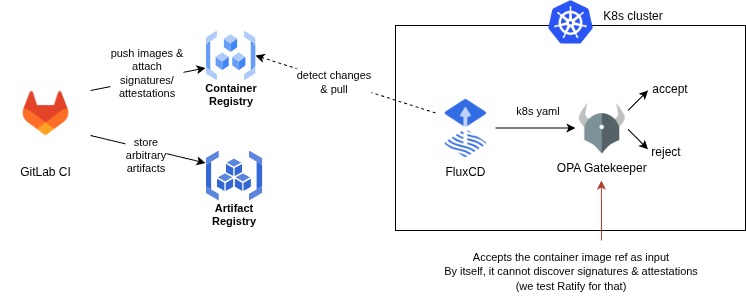 K8s cluster
push images &
attach
signatures/
attestations
Container
Registry
detect changes
& pull
GitLab CI
store
arbitrary
artifacts
Artifact
Registry
FluxCD
k8s yaml
OPA Gatekeeper
accept
reject
Accepts the container image ref as input
By itself, it cannot discover signatures & attestations
(we test Ratify for that)